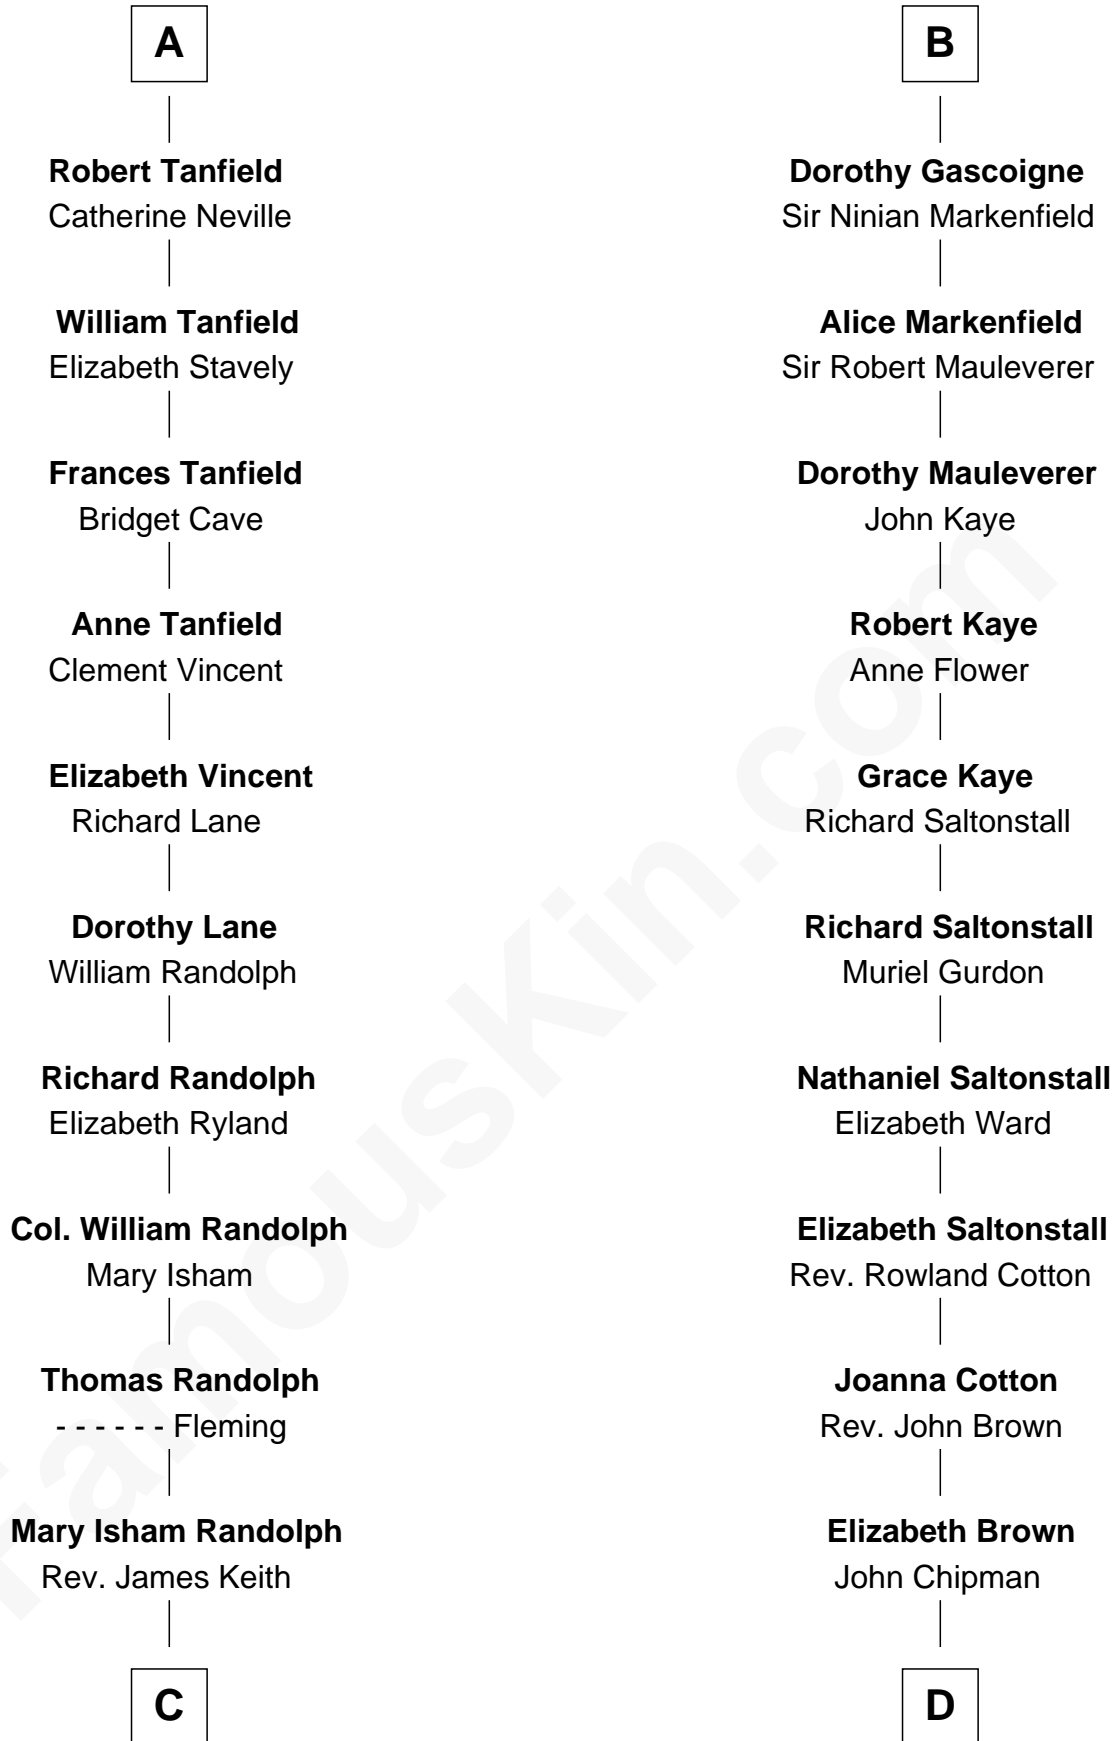 A
Robert Tanfield
Catherine Neville
William Tanfield
Elizabeth Stavely
Frances Tanfield
Bridget Cave
Anne Tanfield
Clement Vincent
Elizabeth Vincent
Richard Lane
Dorothy Lane
William Randolph
Richard Randolph
Elizabeth Ryland
Col. William Randolph
Mary Isham
Thomas Randolph
- - - - - - Fleming
Mary Isham Randolph
Rev. James Keith
C
B
Dorothy Gascoigne
Sir Ninian Markenfield
Alice Markenfield
Sir Robert Mauleverer
Dorothy Mauleverer
John Kaye
Robert Kaye
Anne Flower
Grace Kaye
Richard Saltonstall
Richard Saltonstall
Muriel Gurdon
Nathaniel Saltonstall
Elizabeth Ward
Elizabeth Saltonstall
Rev. Rowland Cotton
Joanna Cotton
Rev. John Brown
Elizabeth Brown
John Chipman
D
FamousKin.com